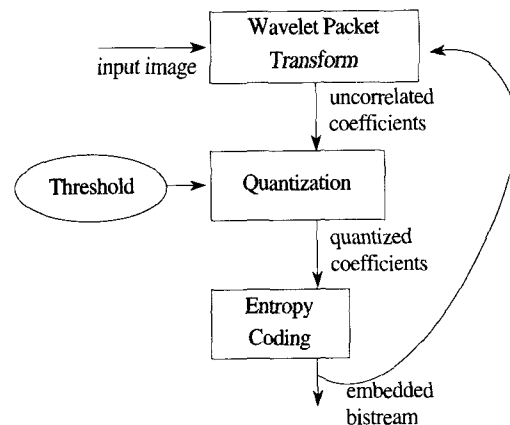 Wavelet Packet
Transform
input image
uncorrelated
coefficients
Threshold
Quantization
quantized
coefficients
Entropy
Coding
embedded
bistream